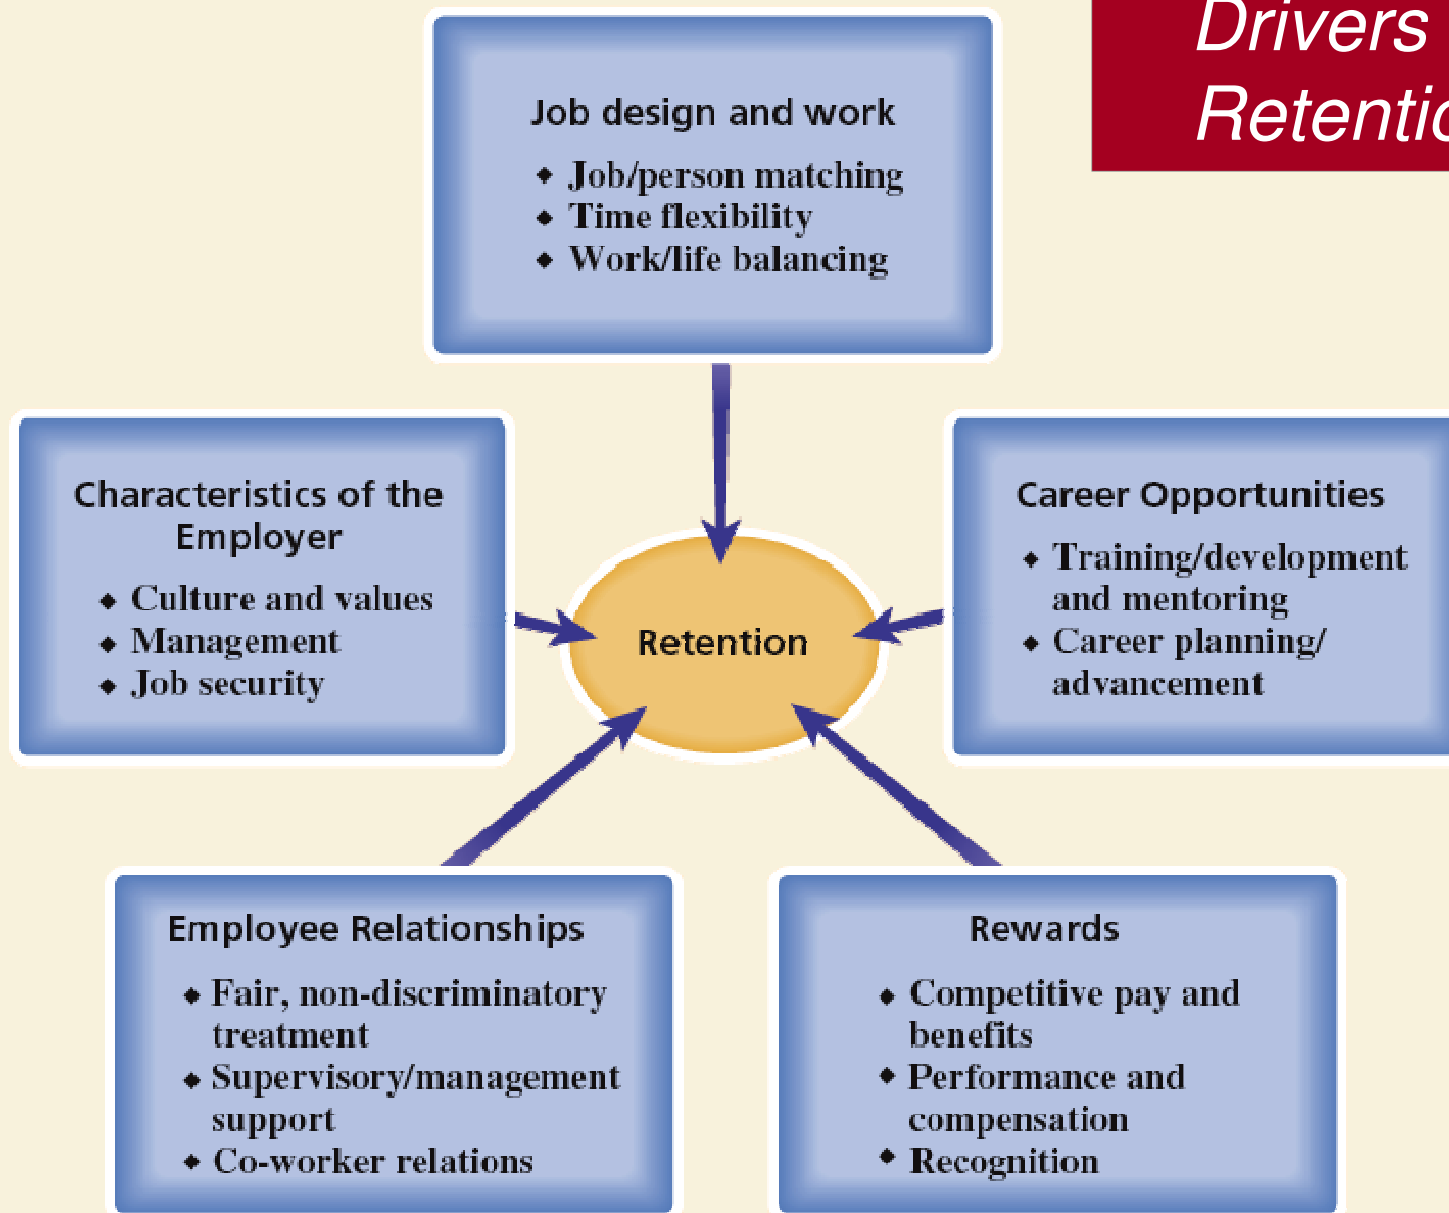 Drivers
Retentio
Job design and work
◆ Job/person matching
◆ Time flexibility
◆ Work/life balancing
Characteristics of the
Employer
◆ Culture and values
◆ Management
◆ Job security
Retention
Career Opportunities
◆ Training/development
and mentoring
◆ Career planning/
advancement
Employee Relationships
◆ Fair, non-discriminatory
treatment
◆ Supervisory/management
support
◆ Co-worker relations
Rewards
◆ Competitive pay and
benefits
◆ Performance and
compensation
◆ Recognition